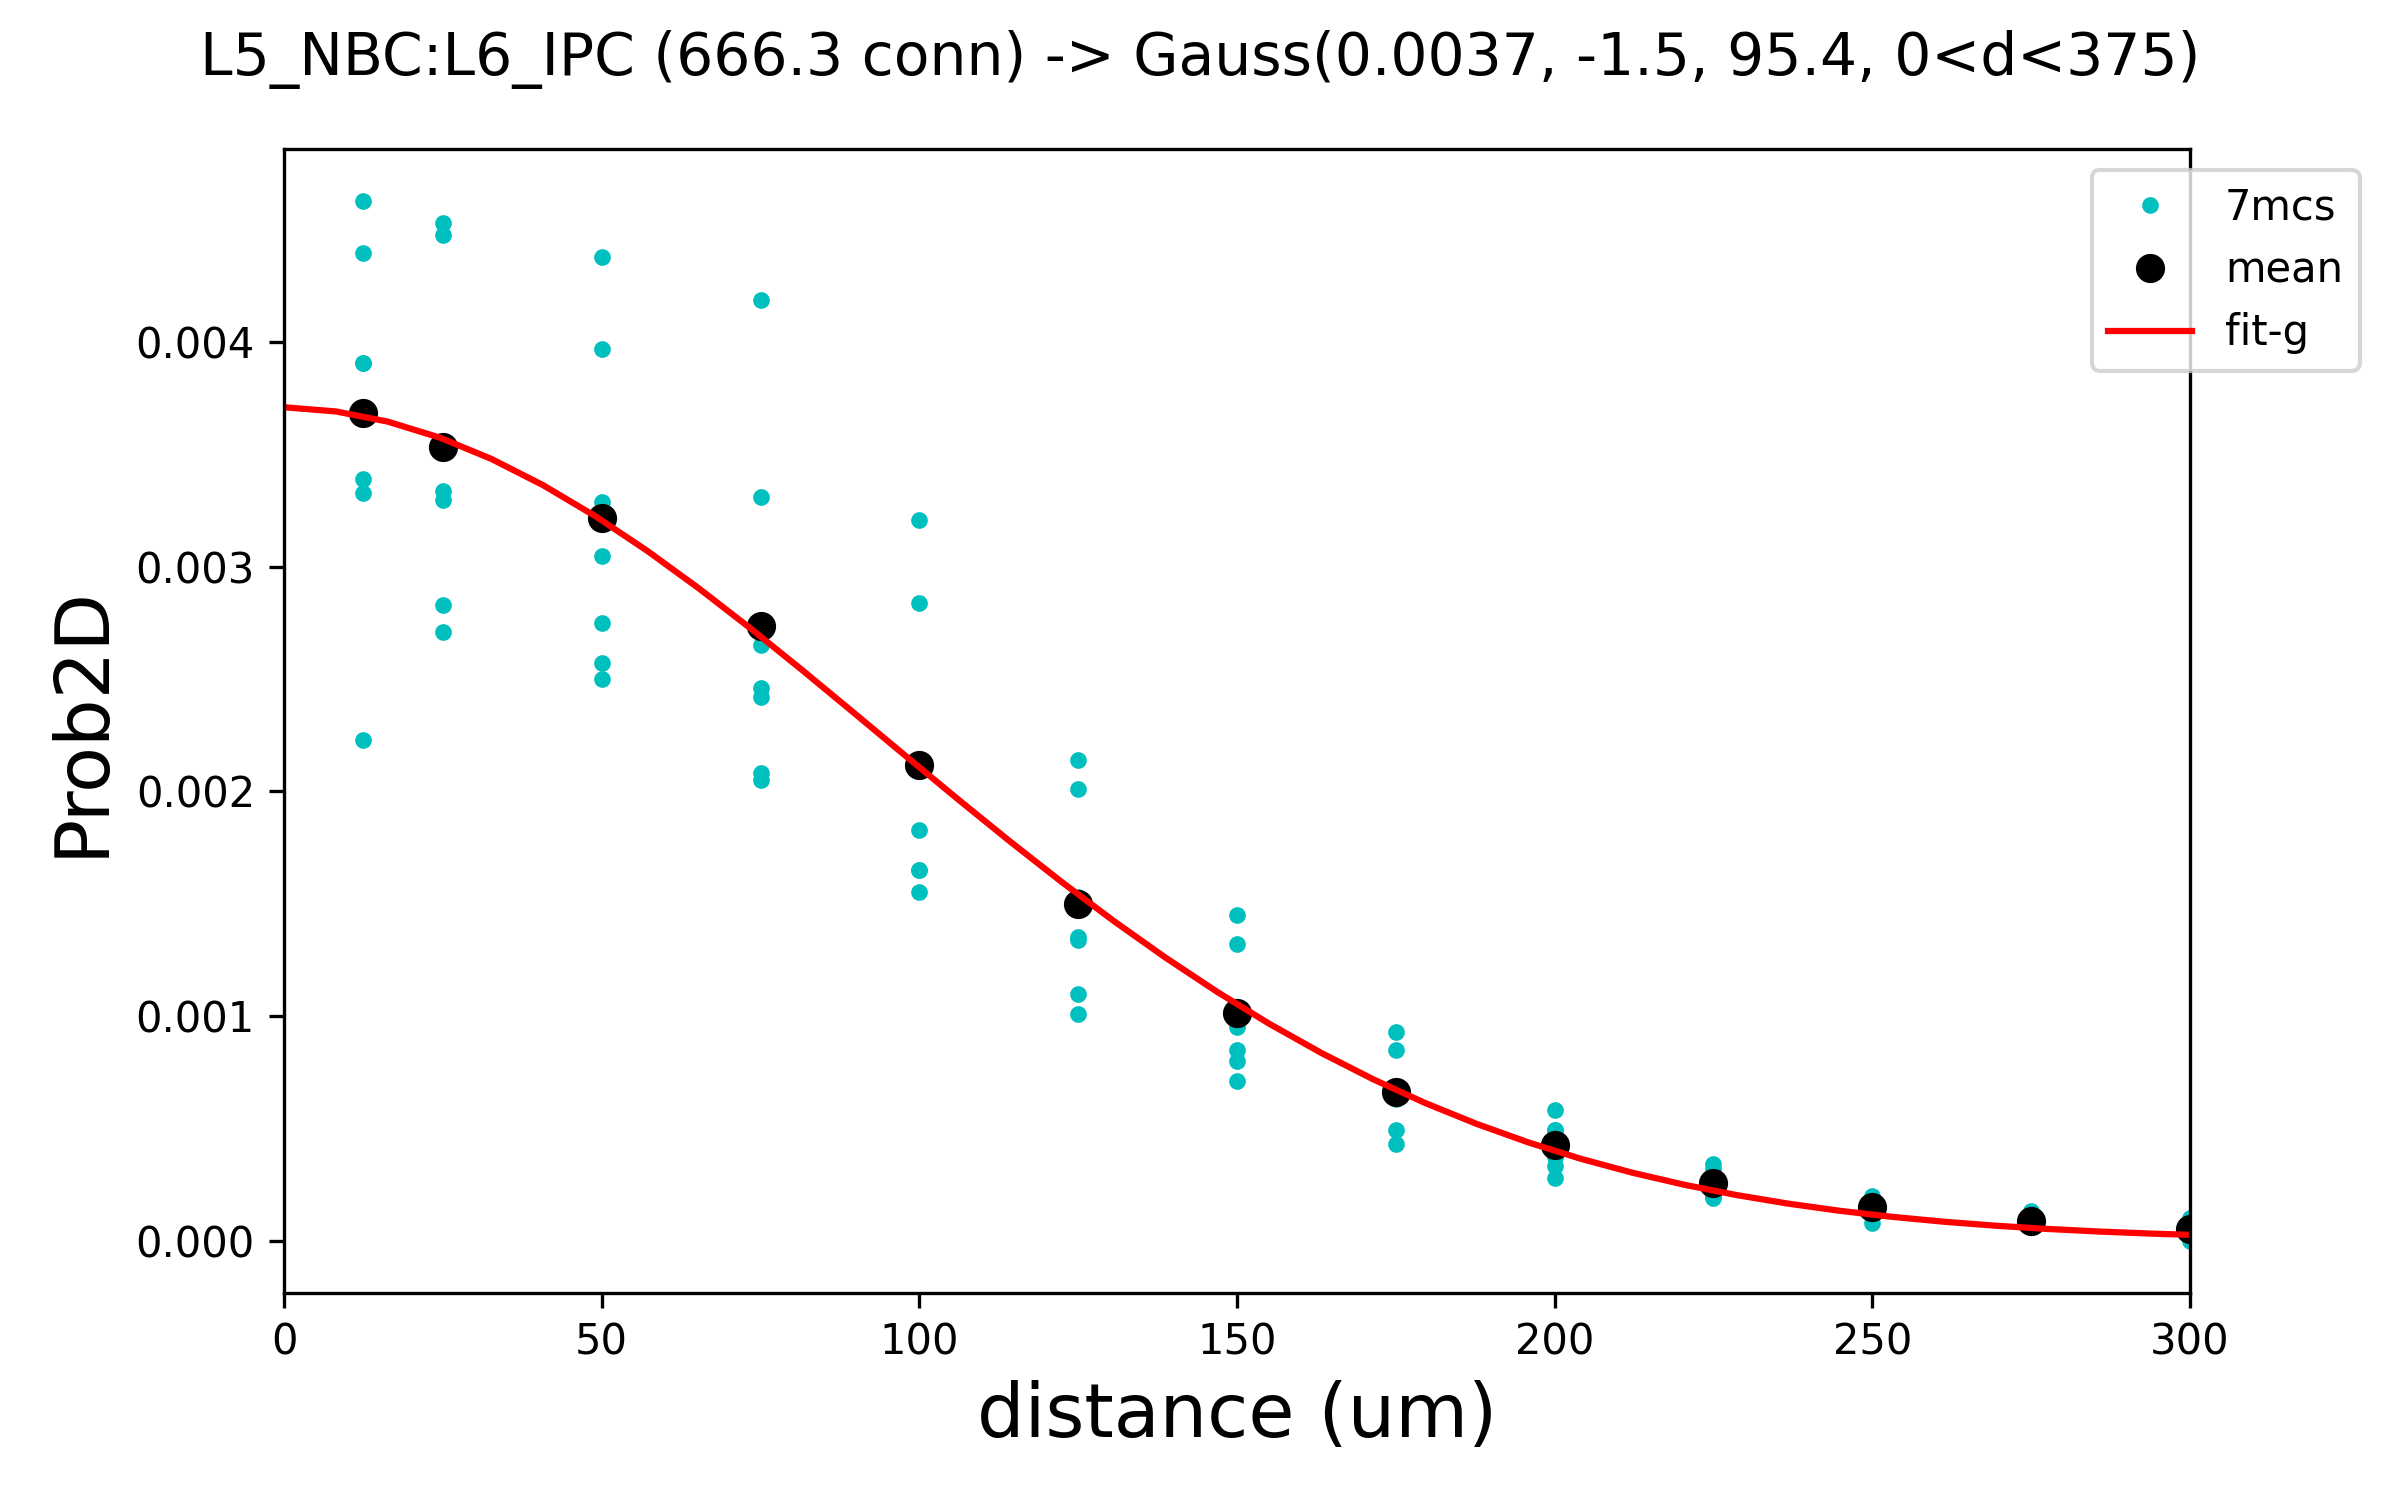 L5_NBC:L6_IPC (666.3 conn) -> Gauss(0.0037, -1.5, 95.4, 0<d<375)
7mcs
mean
fit-g
0.004
0.003
0.002
0.001
0.000
Prob2D
0 50 100 150 200 250 300
distance (um)